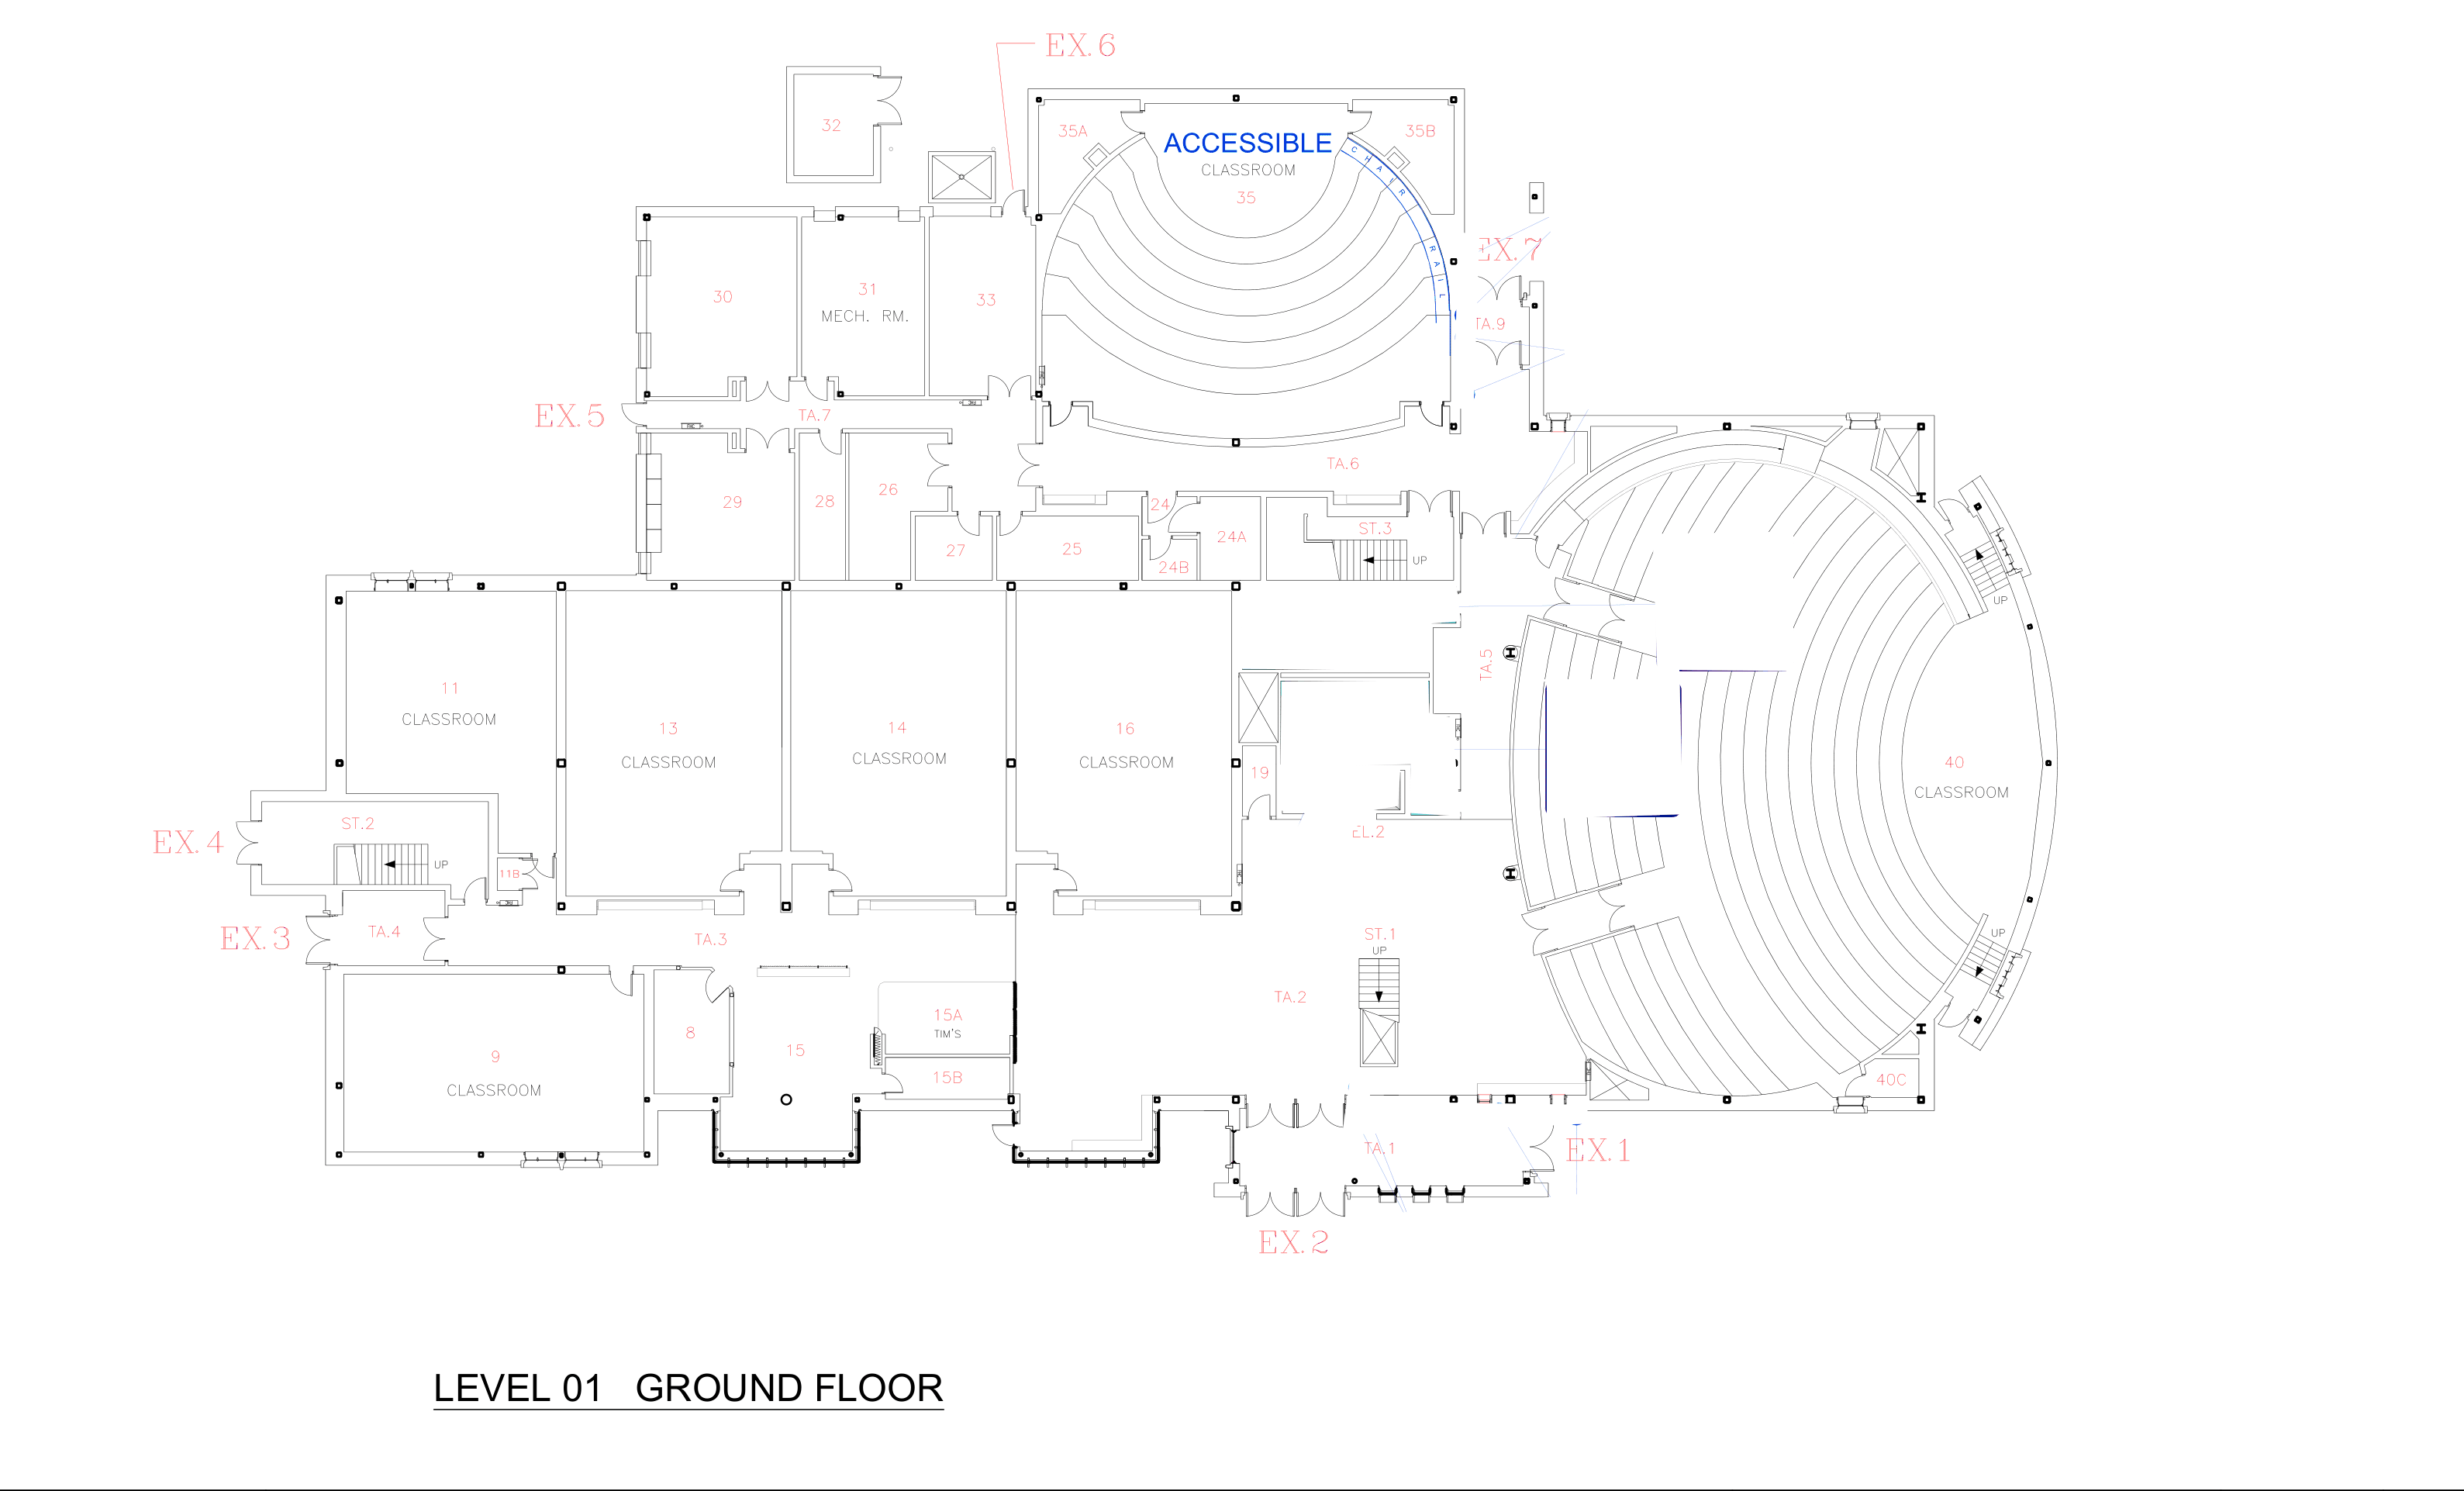 EX.6
32
35A
ACCESSIBLE
CLASSROOM
35
35B
CHAIR RAIL
EX.7
30
31
MECH. RM.
33
TA.9
EX.5
TA.7
TA.6
29
28
26
27
25
24
24A
24B
ST.3
UP
UP
TA.5
11
CLASSROOM
13
CLASSROOM
14
CLASSROOM
16
CLASSROOM
19
40
CLASSROOM
EX.4
ST.2
UP
11B
EL.2
EX.3
TA.4
TA.3
ST.1
UP
UP
TA.2
9
CLASSROOM
8
15
15A
TIM'S
15B
40C
TA.1
EX.1
EX.2
LEVEL 01 GROUND FLOOR